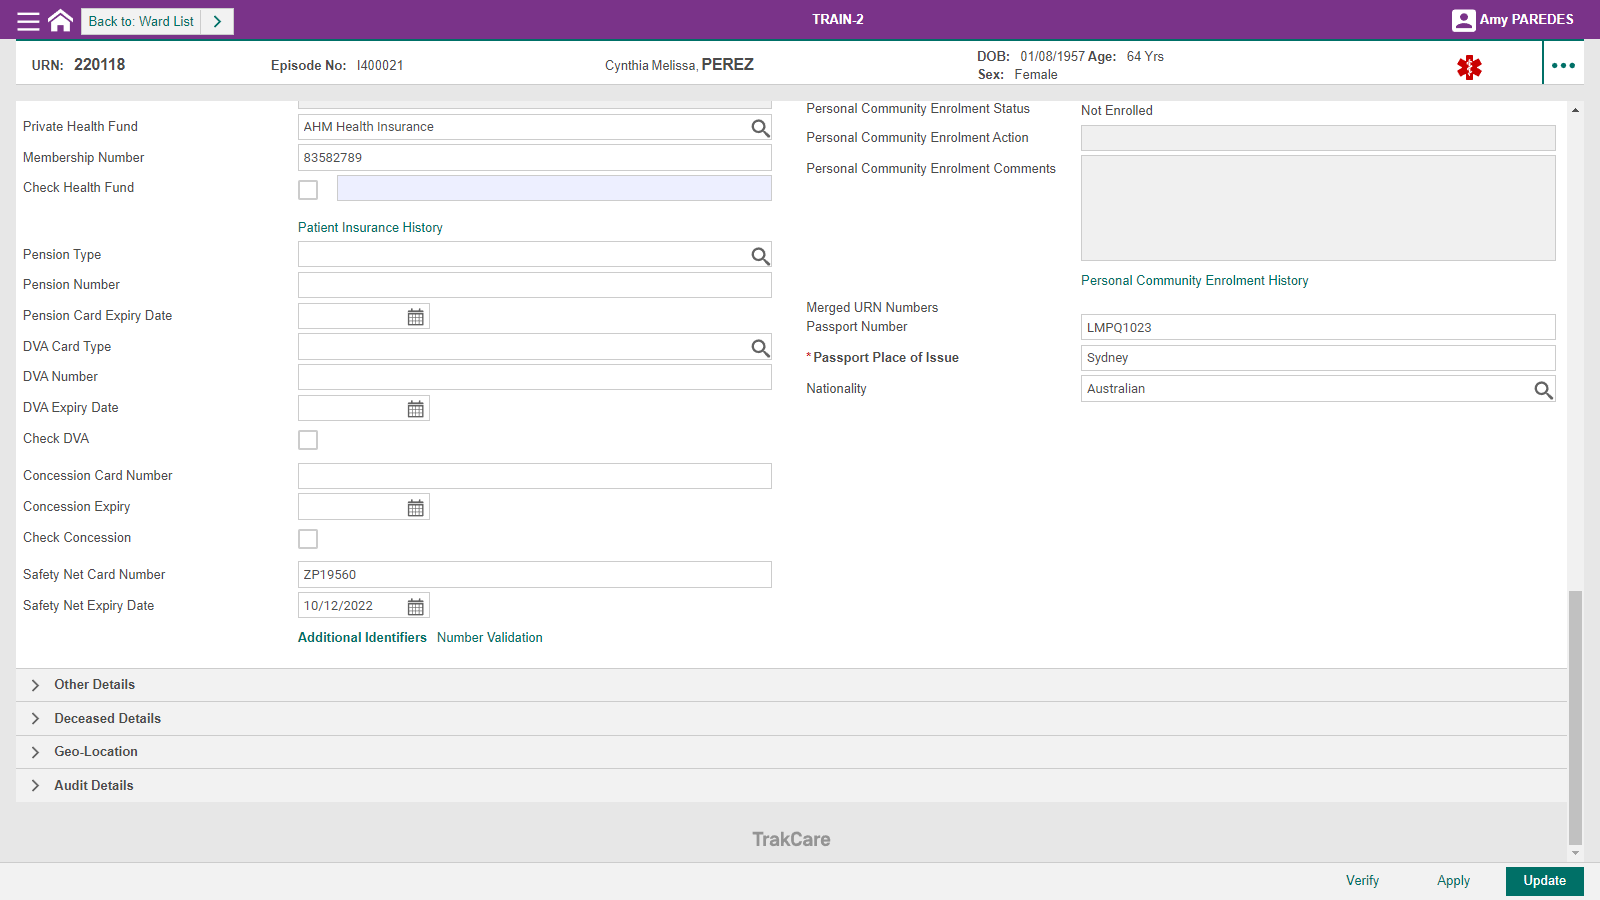 Back to: Ward List
TRAIN-2
Amy PAREDES
URN: 220118
Episode No: I400021
Cynthia Melissa, PEREZ
DOB: 01/08/1957 Age: 64 Yrs
Sex: Female
Private Health Fund
AHM Health Insurance
Membership Number
83582789
Check Health Fund
Patient Insurance History
Pension Type
Pension Number
Pension Card Expiry Date
DVA Card Type
DVA Number
DVA Expiry Date
Check DVA
Concession Card Number
Concession Expiry
Check Concession
Safety Net Card Number
ZP19560
Safety Net Expiry Date
10/12/2022
Additional Identifiers Number Validation
Personal Community Enrolment Status
Not Enrolled
Personal Community Enrolment Action
Personal Community Enrolment Comments
Personal Community Enrolment History
Merged URN Numbers
Passport Number
LMPQ1023
*Passport Place of Issue
Sydney
Nationality
Australian
Other Details
Deceased Details
Geo-Location
Audit Details
TrakCare
Verify
Apply
Update